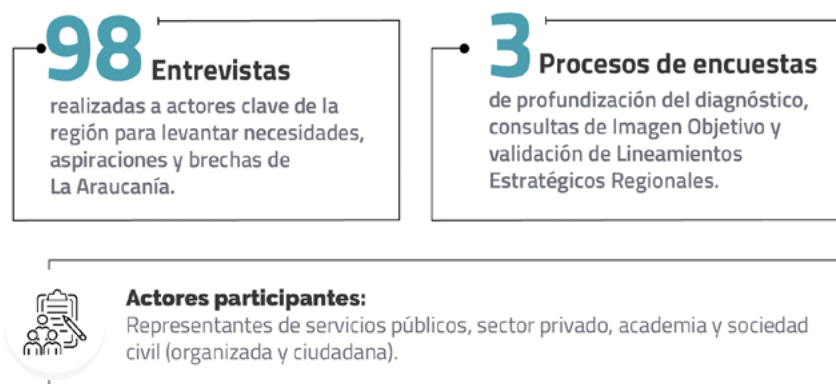 98 Entrevistas
realizadas a actores clave de la
región para levantar necesidades,
aspiraciones y brechas de
La Araucanía.
3 Procesos de encuestas
de profundización del diagnóstico,
consultas de Imagen Objetivo y
validación de Lineamientos
Estratégicos Regionales.
Actores participantes:
Representantes de servicios públicos, sector privado, academia y sociedad
civil (organizada y ciudadana).